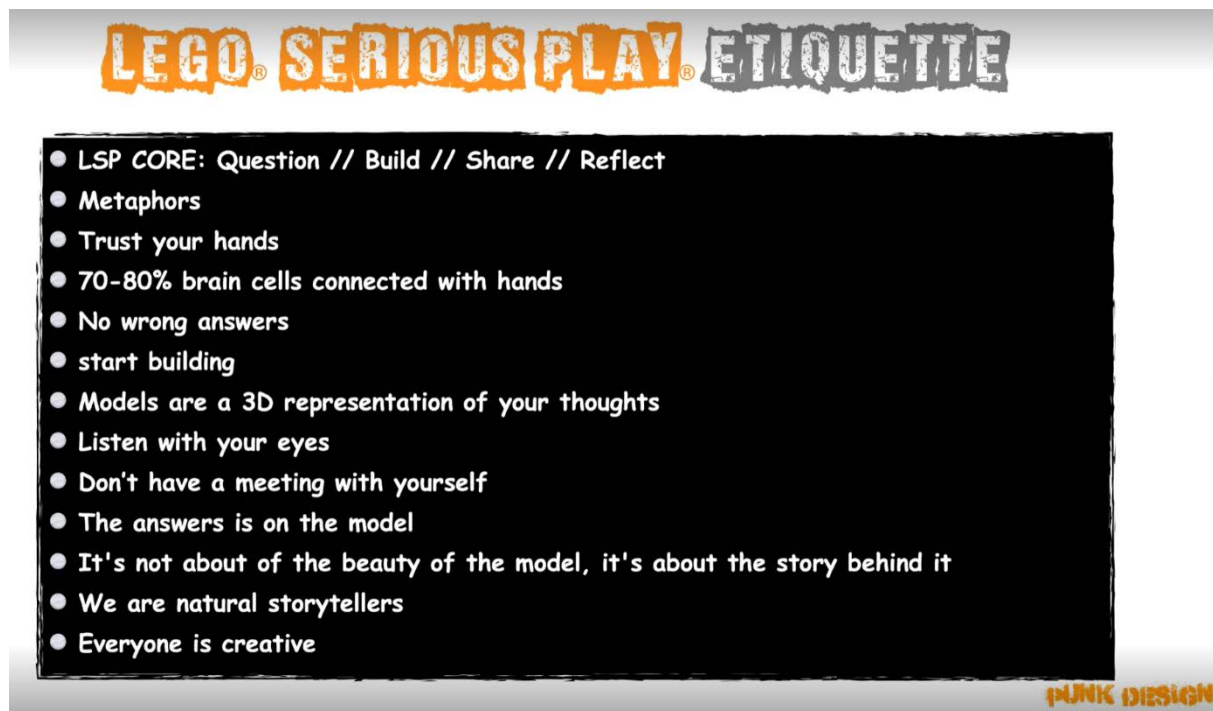 LEGO® SERIOUS PLAY® ETIQUETTE
LSP CORE: Question // Build // Share // Reflect
Metaphors
Trust your hands
70-80% brain cells connected with hands
No wrong answers
start building
Models are a 3D representation of your thoughts
Listen with your eyes
Don't have a meeting with yourself
The answers is on the model
It's not about of the beauty of the model, it's about the story behind it
We are natural storytellers
Everyone is creative
PUNK DESIGN